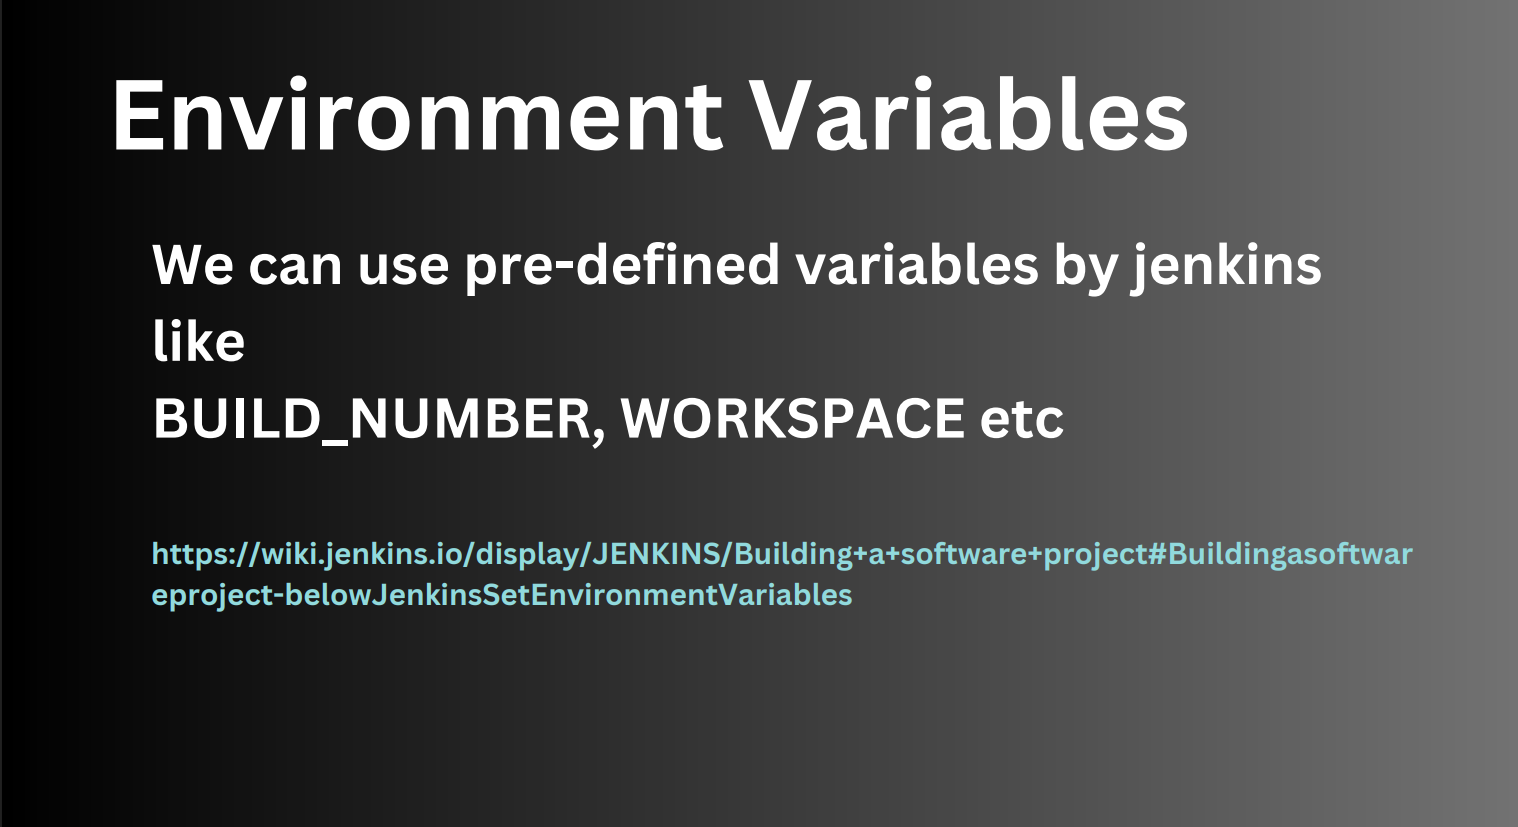 Environment Variables
We can use pre-defined variables by jenkins
like
BUILD_NUMBER, WORKSPACE etc
https://wiki.jenkins.io/display/JENKINS/Building+a+software+project#Buildingasoftwar
eproject-belowJenkinsSetEnvironmentVariables